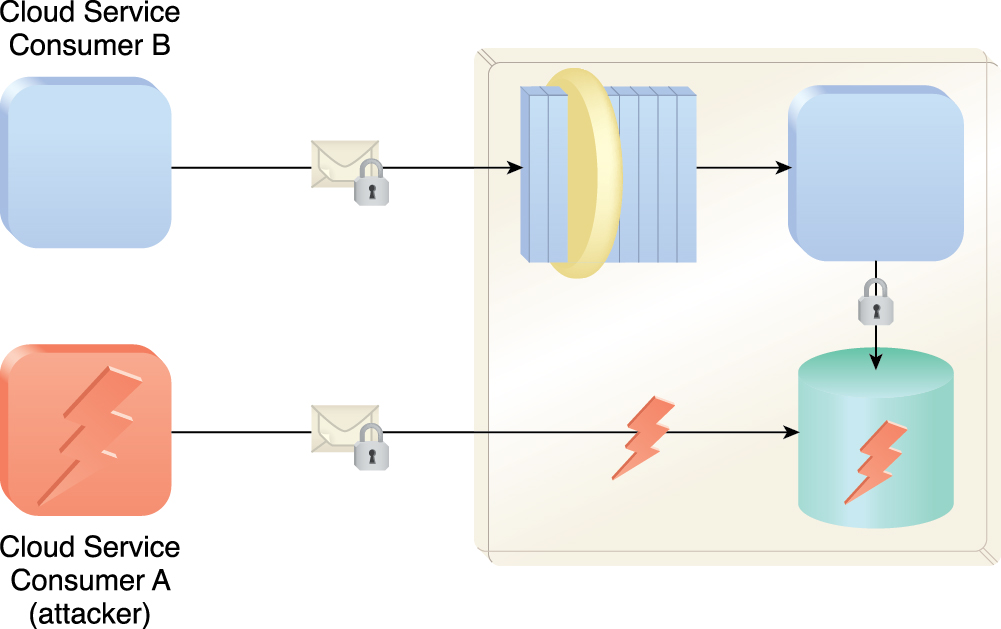 Cloud Service
Consumer B
Cloud Service
Consumer A
(attacker)